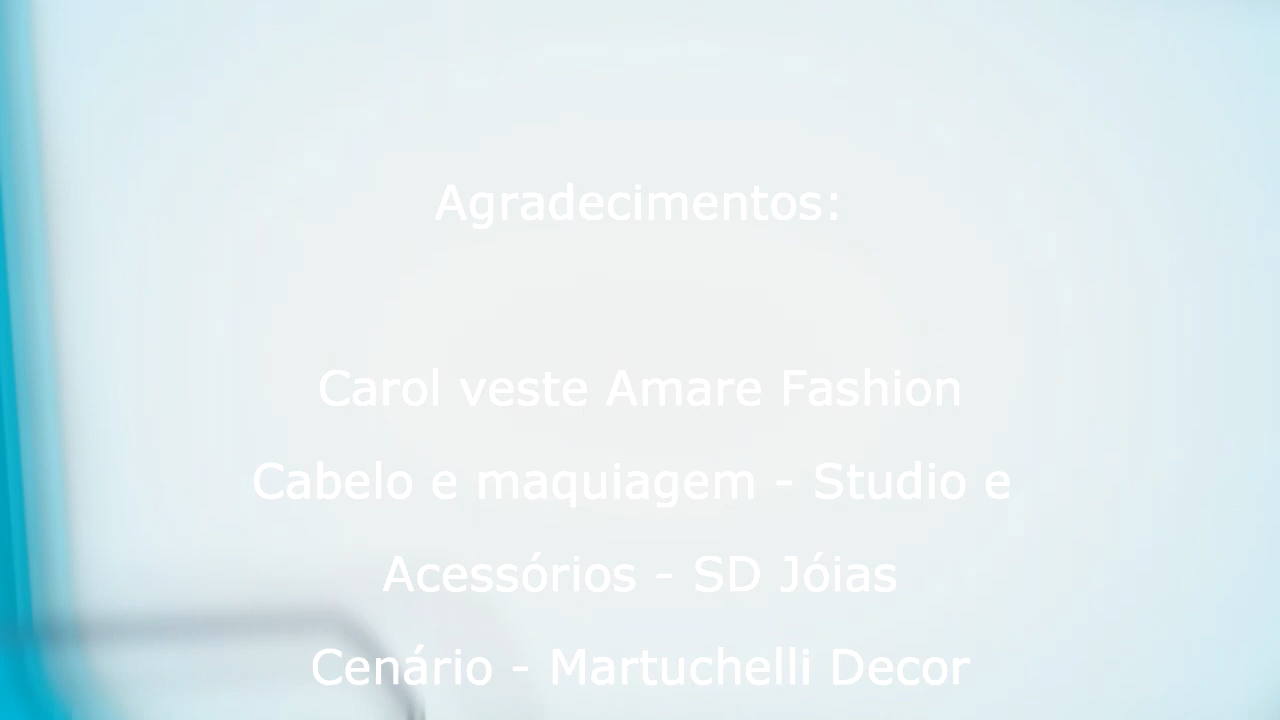 Agradecimentos:
Carol veste Amare Fashion
Cabelo e maquiagem - Studio e
Acessórios - SD Jóias
Cenário - Martuchelli Decor